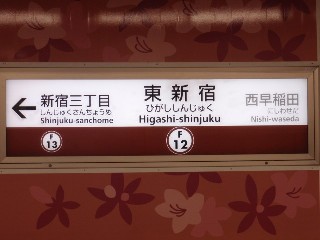 新宿三丁目
しんじゅくさんちょうめ
Shinjuku-sanchome
F
13
東新宿
ひがししんじゅく
Higashi-shinjuku
F
12
西早稲田
にしわせだ
Nishi-waseda